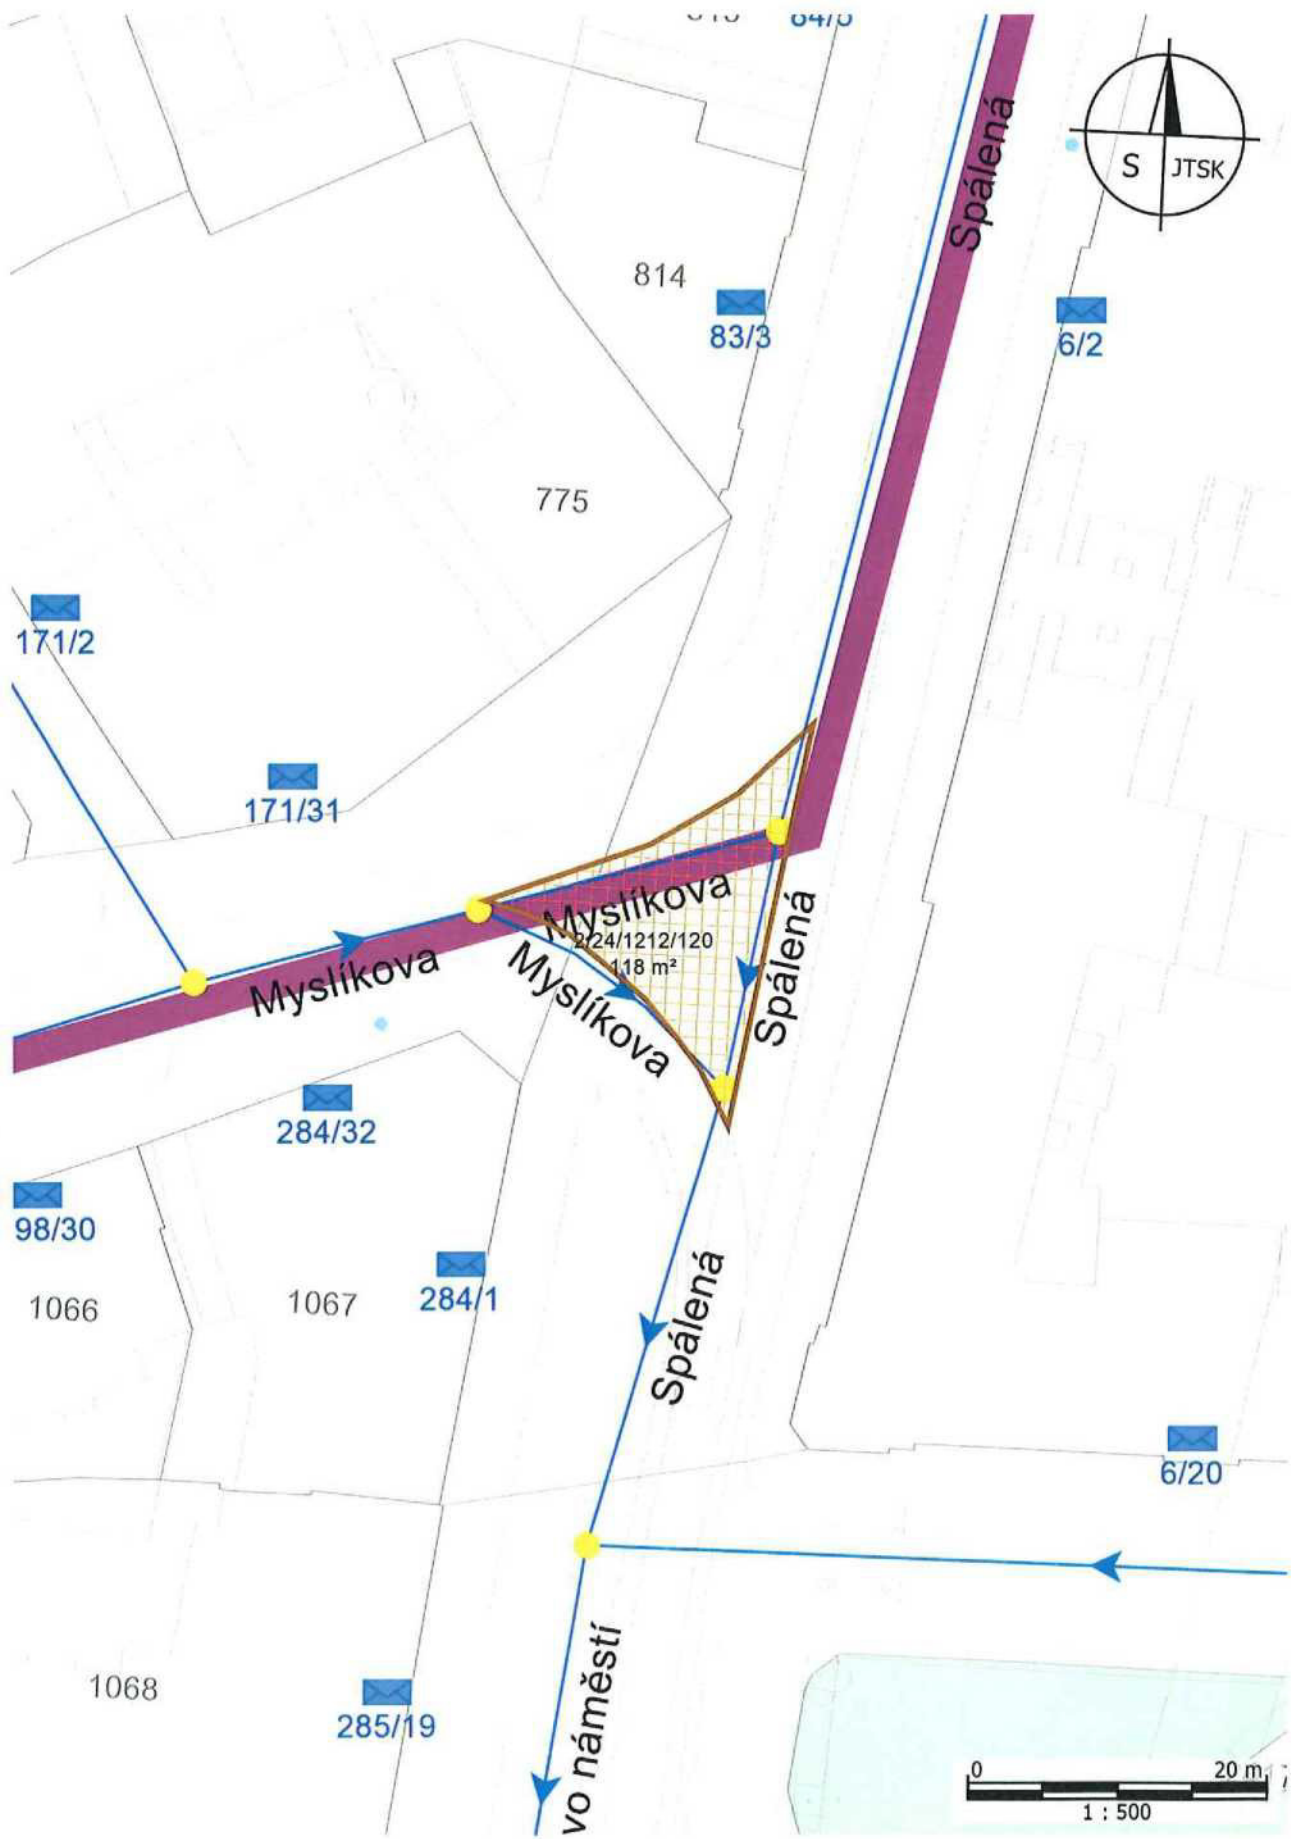 84/5
Spálená
S JTSK
814
83/3
6/2
775
171/2
171/31
Myslíkova
2/24/1212/120
118 m²
Spálená
Myslíkova
Myslíkova
284/32
98/30
1066
1067
284/1
Spálená
6/20
1068
285/19
vo náměstí
0 20 m
1 : 500